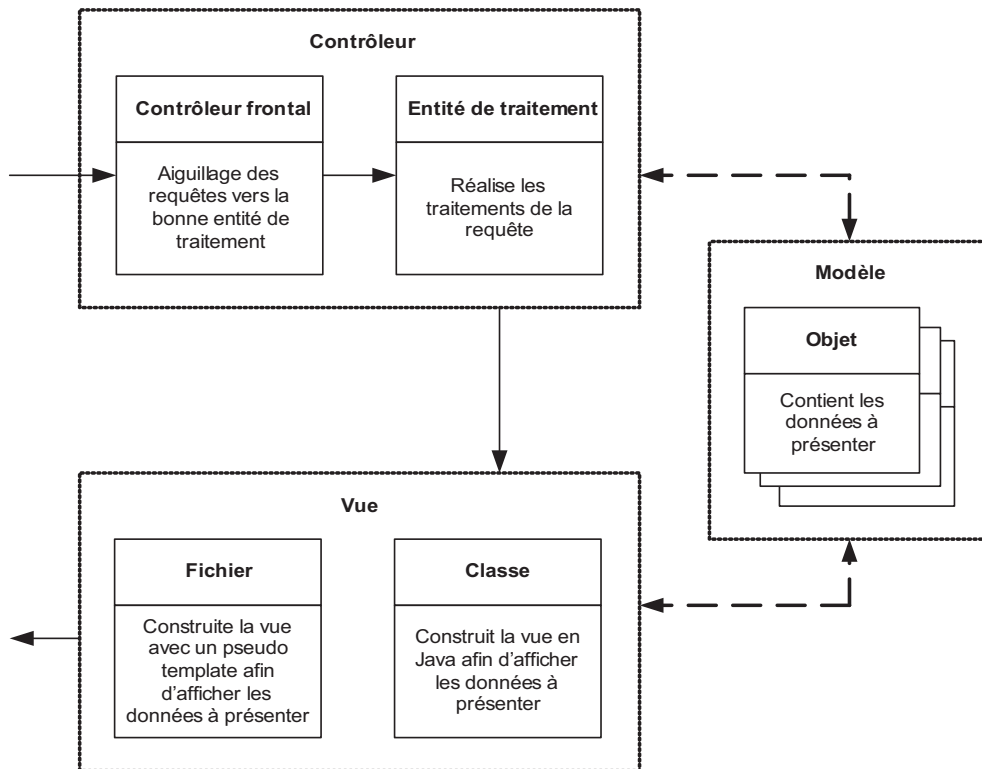 Contrôleur
Contrôleur frontal
Aiguillage des
requêtes vers la
bonne entité de
traitement
Entité de traitement
Réalise les
traitements de la
requête
Modèle
Objet
Contient les
données à
présenter
Vue
Fichier
Construite la vue
avec un pseudo
template afin
d’afficher les
données à présenter
Classe
Construit la vue en
Java afin d’afficher
les données à
présenter